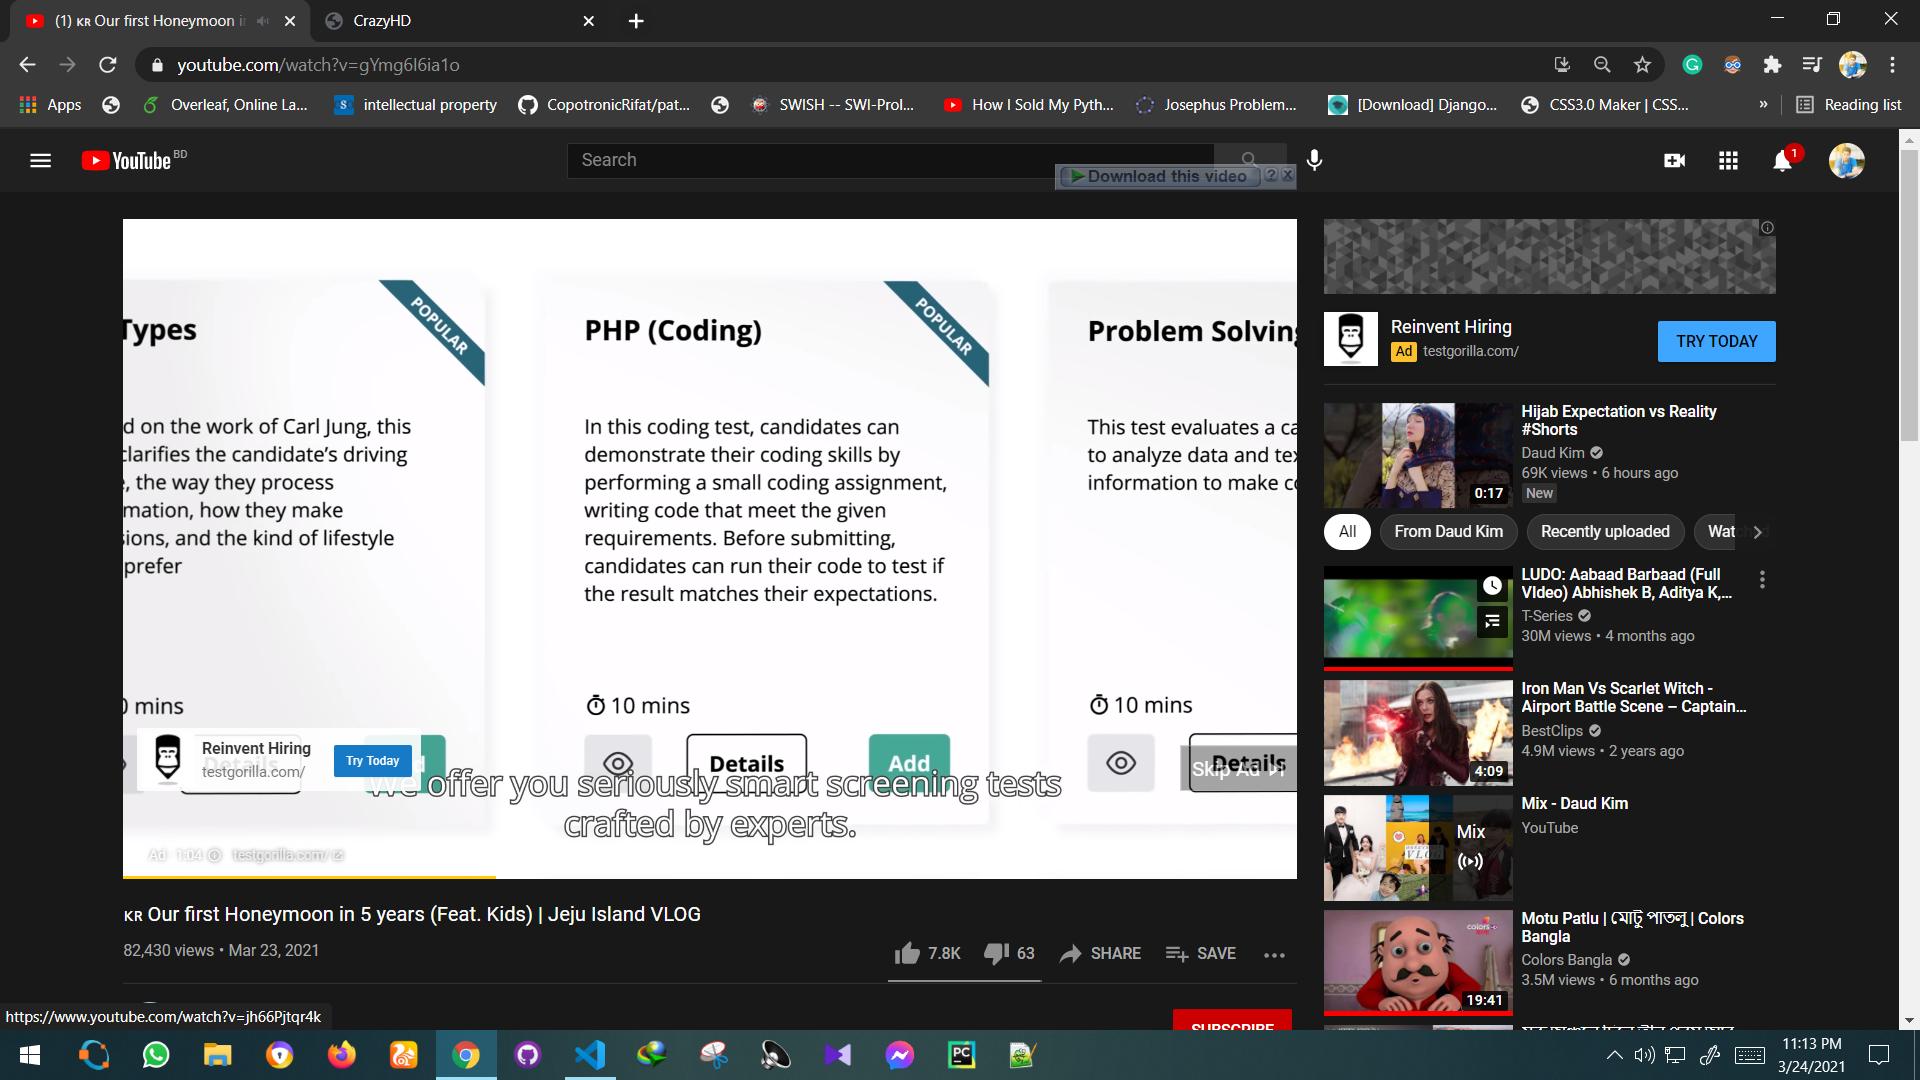 (1) ᴋʀ Our first Honeymoon in
CrazyHD
youtube.com/watch?v=gYmg6I6ia1o
Apps
Overleaf, Online La...
intellectual property
CopotronicRifat/pat...
SWISH -- SWI-Prol...
How I Sold My Pyth...
Josephus Problem...
[Download] Django...
CSS3.0 Maker | CSS...
»
Reading list
YouTube BD
Search
Download this video ? X
1
Types
POPULAR
d on the work of Carl Jung, this
clarifies the candidate's driving
, the way they process
mation, how they make
sions, and the kind of lifestyle
prefer
0 mins
PHP (Coding)
POPULAR
In this coding test, candidates can
demonstrate their coding skills by
performing a small coding assignment,
writing code that meet the given
requirements. Before submitting,
candidates can run their code to test if
the result matches their expectations.
10 mins
Details
Add
Problem Solving
This test evaluates a ca
to analyze data and tex
information to make co
10 mins
Details
Skip Ad
Reinvent Hiring
testgorilla.com/
Try Today
We offer you seriously smart screening tests
crafted by experts.
Ad · 1:04 testgorilla.com/
ᴋʀ Our first Honeymoon in 5 years (Feat. Kids) | Jeju Island VLOG
82,430 views • Mar 23, 2021
7.8K
63
SHARE
SAVE
SUBSCRIBE
https://www.youtube.com/watch?v=jh66Pjtqr4k
Reinvent Hiring
Ad testgorilla.com/
TRY TODAY
Hijab Expectation vs Reality
#Shorts
Daud Kim
69K views • 6 hours ago
New
0:17
All
From Daud Kim
Recently uploaded
Watched
LUDO: Aabaad Barbaad (Full
VIdeo) Abhishek B, Aditya K,...
T-Series
30M views • 4 months ago
Iron Man Vs Scarlet Witch -
Airport Battle Scene – Captain...
BestClips
4.9M views • 2 years ago
4:09
Mix - Daud Kim
YouTube
Mix
VLOG
Motu Patlu | মোটু পাতলু | Colors
Bangla
Colors Bangla
3.5M views • 6 months ago
colors
19:41
PC
11:13 PM
3/24/2021